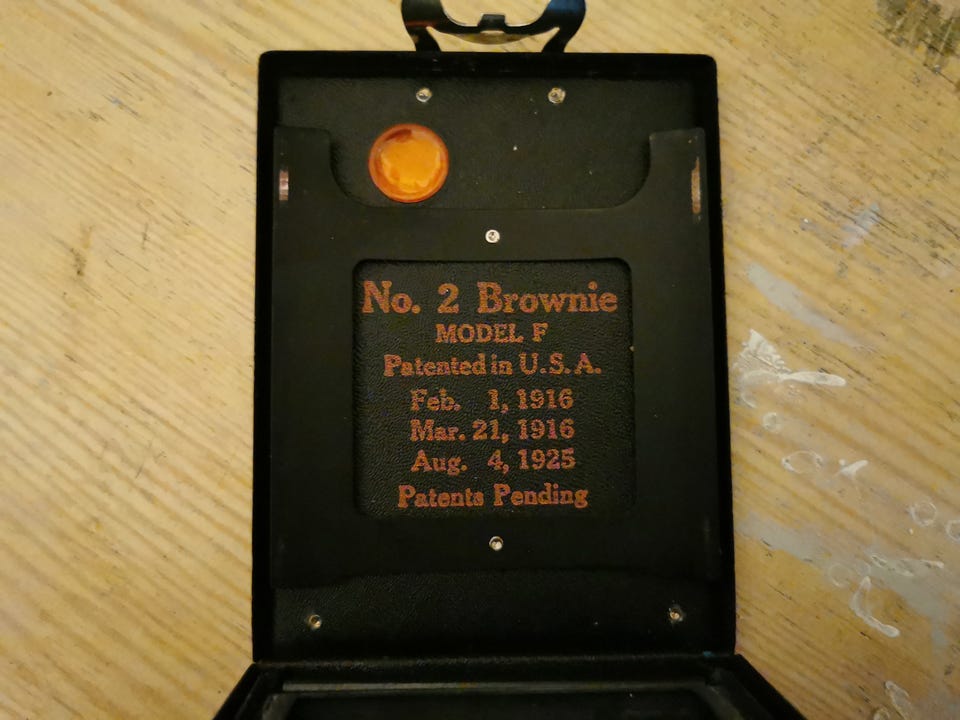 No. 2 Brownie
MODEL F
Patented in U.S.A.
Feb. 1, 1916
Mar. 21, 1916
Aug. 4, 1925
Patents Pending